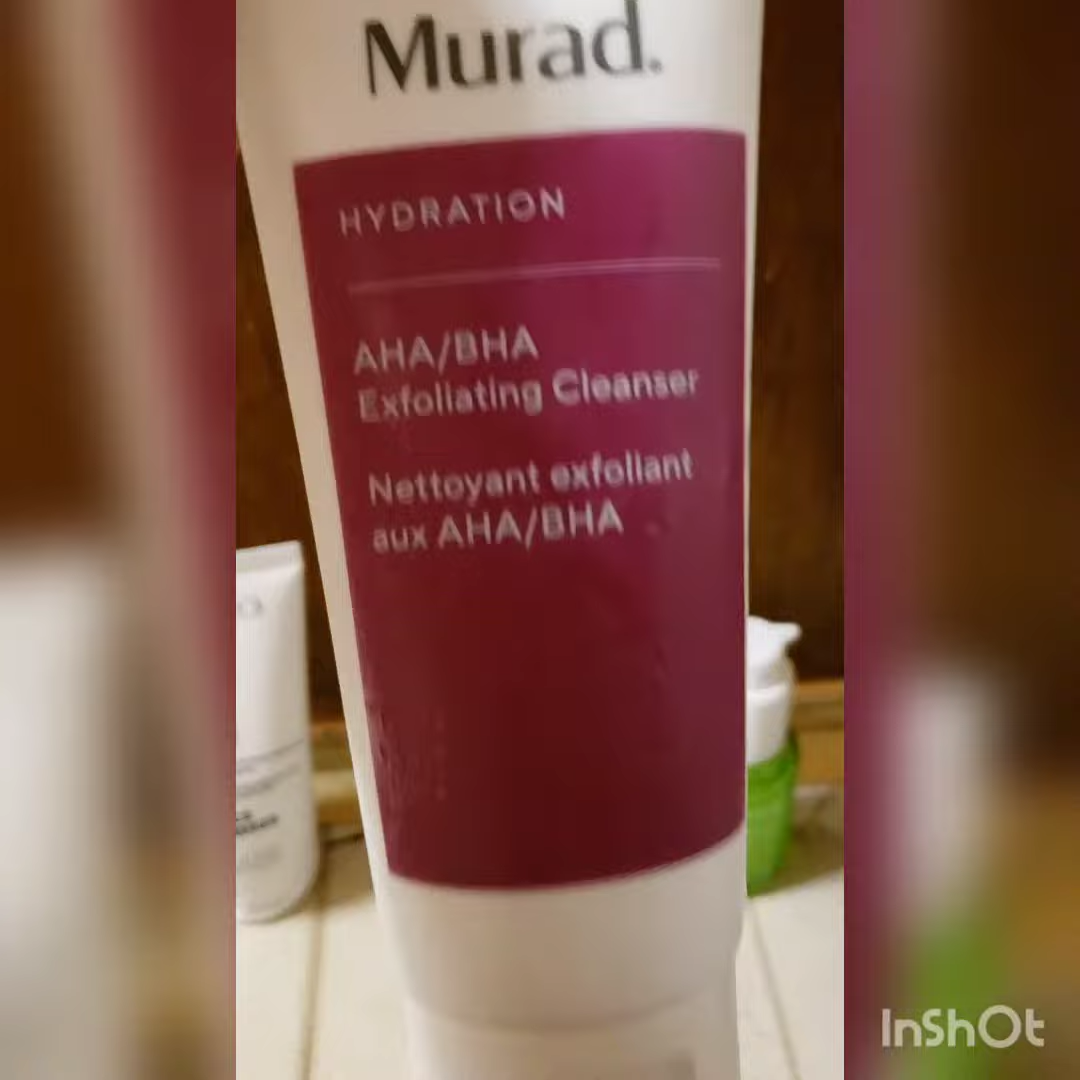 Murad.
HYDRATION
AHA/BHA
Exfoliating Cleanser
Nettoyant exfoliant
aux AHA/BHA
InShOt